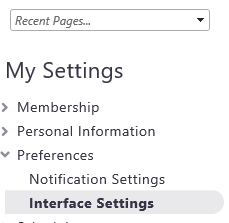 Recent Pages...
My Settings
Membership
Personal Information
Preferences
Notification Settings
Interface Settings